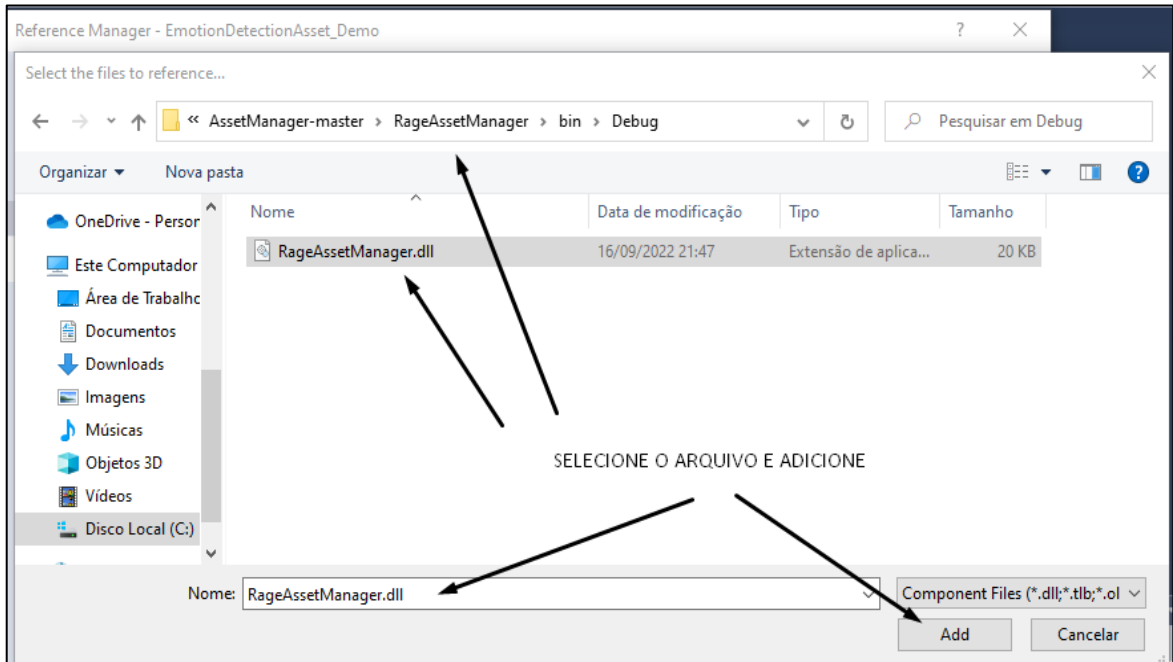 Reference Manager - EmotionDetectionAsset_Demo
Select the files to reference...
« AssetManager-master › RageAssetManager › bin › Debug
Pesquisar em Debug
Organizar Nova pasta
OneDrive - Person
Nome Data de modificação Tipo Tamanho
RageAssetManager.dll 16/09/2022 21:47 Extensão de aplica... 20 KB
Este Computador
Área de Trabalho
Documentos
Downloads
Imagens
Músicas
Objetos 3D
SELECIONE O ARQUIVO E ADICIONE
Vídeos
Disco Local (C:)
Nome: RageAssetManager.dll Component Files (*.dll;*.tlb;*.ol
Add Cancelar